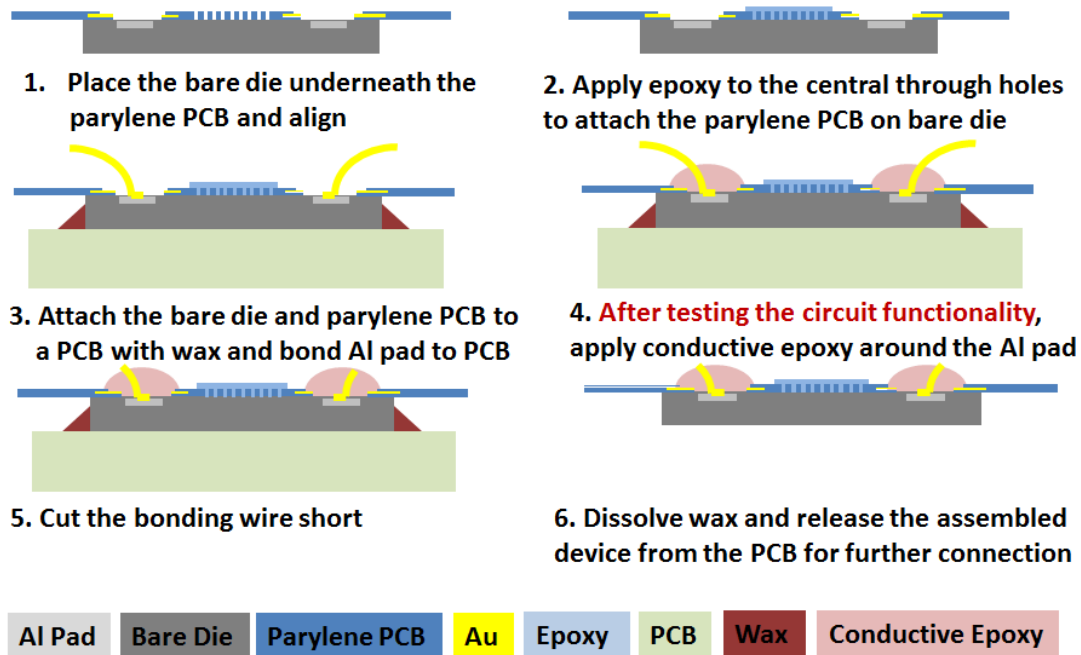 1. Place the bare die underneath the
parylene PCB and align
2. Apply epoxy to the central through holes
to attach the parylene PCB on bare die
3. Attach the bare die and parylene PCB to
a PCB with wax and bond Al pad to PCB
4. After testing the circuit functionality,
apply conductive epoxy around the Al pad
5. Cut the bonding wire short
6. Dissolve wax and release the assembled
device from the PCB for further connection
Al Pad Bare Die Parylene PCB Au Epoxy PCB Wax Conductive Epoxy